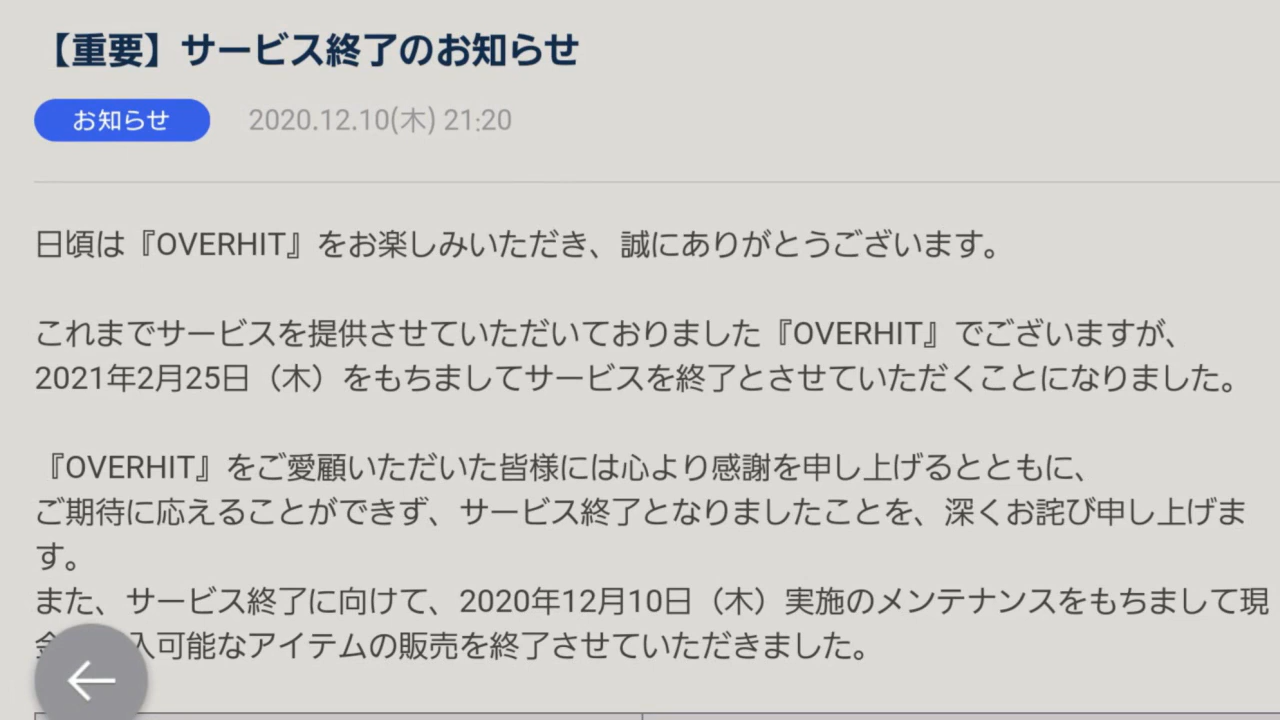 【重要】サービス終了のお知らせ
お知らせ 2020.12.10(木) 21:20
日頃は『OVERHIT』をお楽しみいただき、誠にありがとうございます。
これまでサービスを提供させていただいておりました『OVERHIT』でございますが、
2021年2月25日（木）をもちましてサービスを終了とさせていただくことになりました。
『OVERHIT』をご愛顧いただいた皆様には心より感謝を申し上げるとともに、
ご期待に応えることができず、サービス終了となりましたことを、深くお詫び申し上げま
す。
また、サービス終了に向けて、2020年12月10日（木）実施のメンテナンスをもちまして現
入可能なアイテムの販売を終了させていただきました。